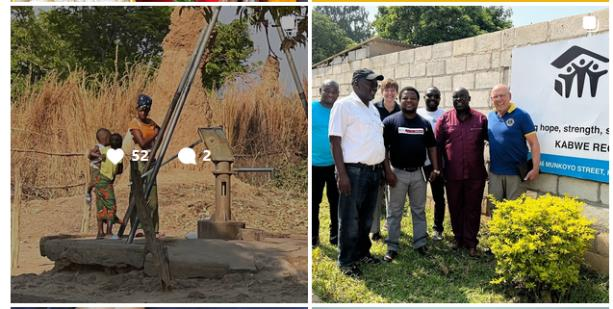 52
2
g hope, strength, s
KABWE REG
MUNKOYO STREET,